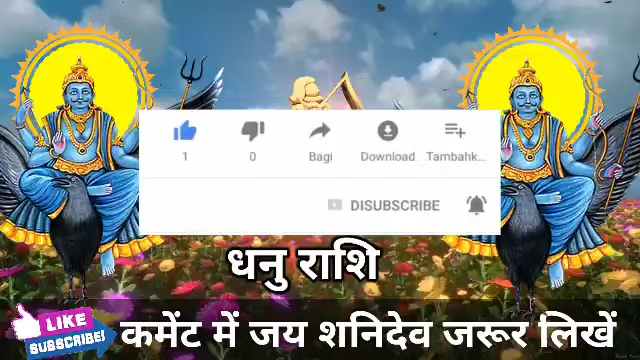 1 0 Bagi Download Tambahk...
DISUBSCRIBE
धनु राशि
LIKE
SUBSCRIBE!
कमेंट में जय शनिदेव जरूर लिखें